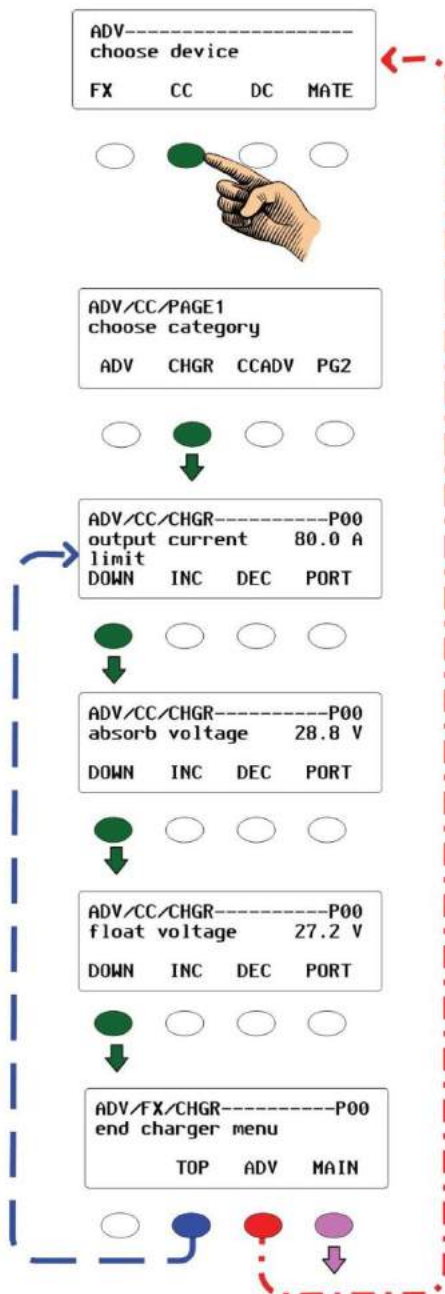 ADV---------------------
choose device
FX CC DC MATE
ADV/CC/PAGE1
choose category
ADV CHGR CCADV PG2
ADV/CC/CHGR-----------P00
output current 80.0 A
limit
DOWN INC DEC PORT
ADV/CC/CHGR-----------P00
absorb voltage 28.8 V
DOWN INC DEC PORT
ADV/CC/CHGR-----------P00
float voltage 27.2 V
DOWN INC DEC PORT
ADV/FX/CHGR-----------P00
end charger menu
TOP ADV MAIN